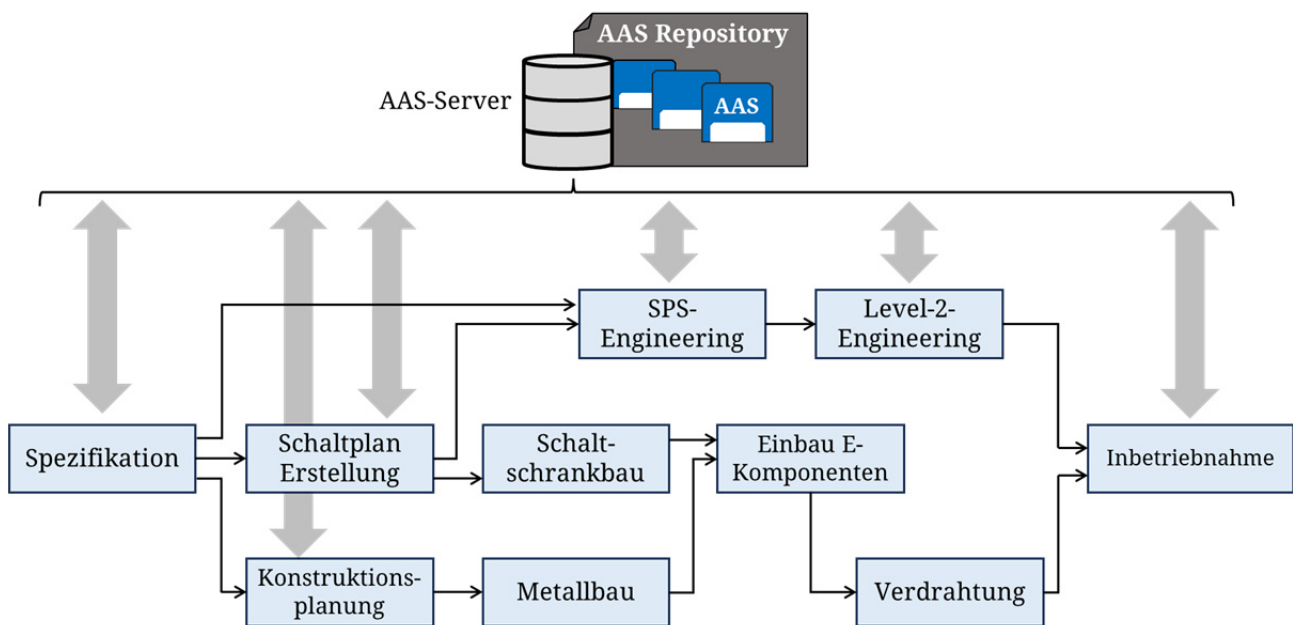 AAS Repository
AAS-Server
AAS
SPS-
Engineering
Level-2-
Engineering
Spezifikation
Schaltplan
Erstellung
Schalt-
schrankbau
Einbau E-
Komponenten
Inbetriebnahme
Konstruktions-
planung
Metallbau
Verdrahtung